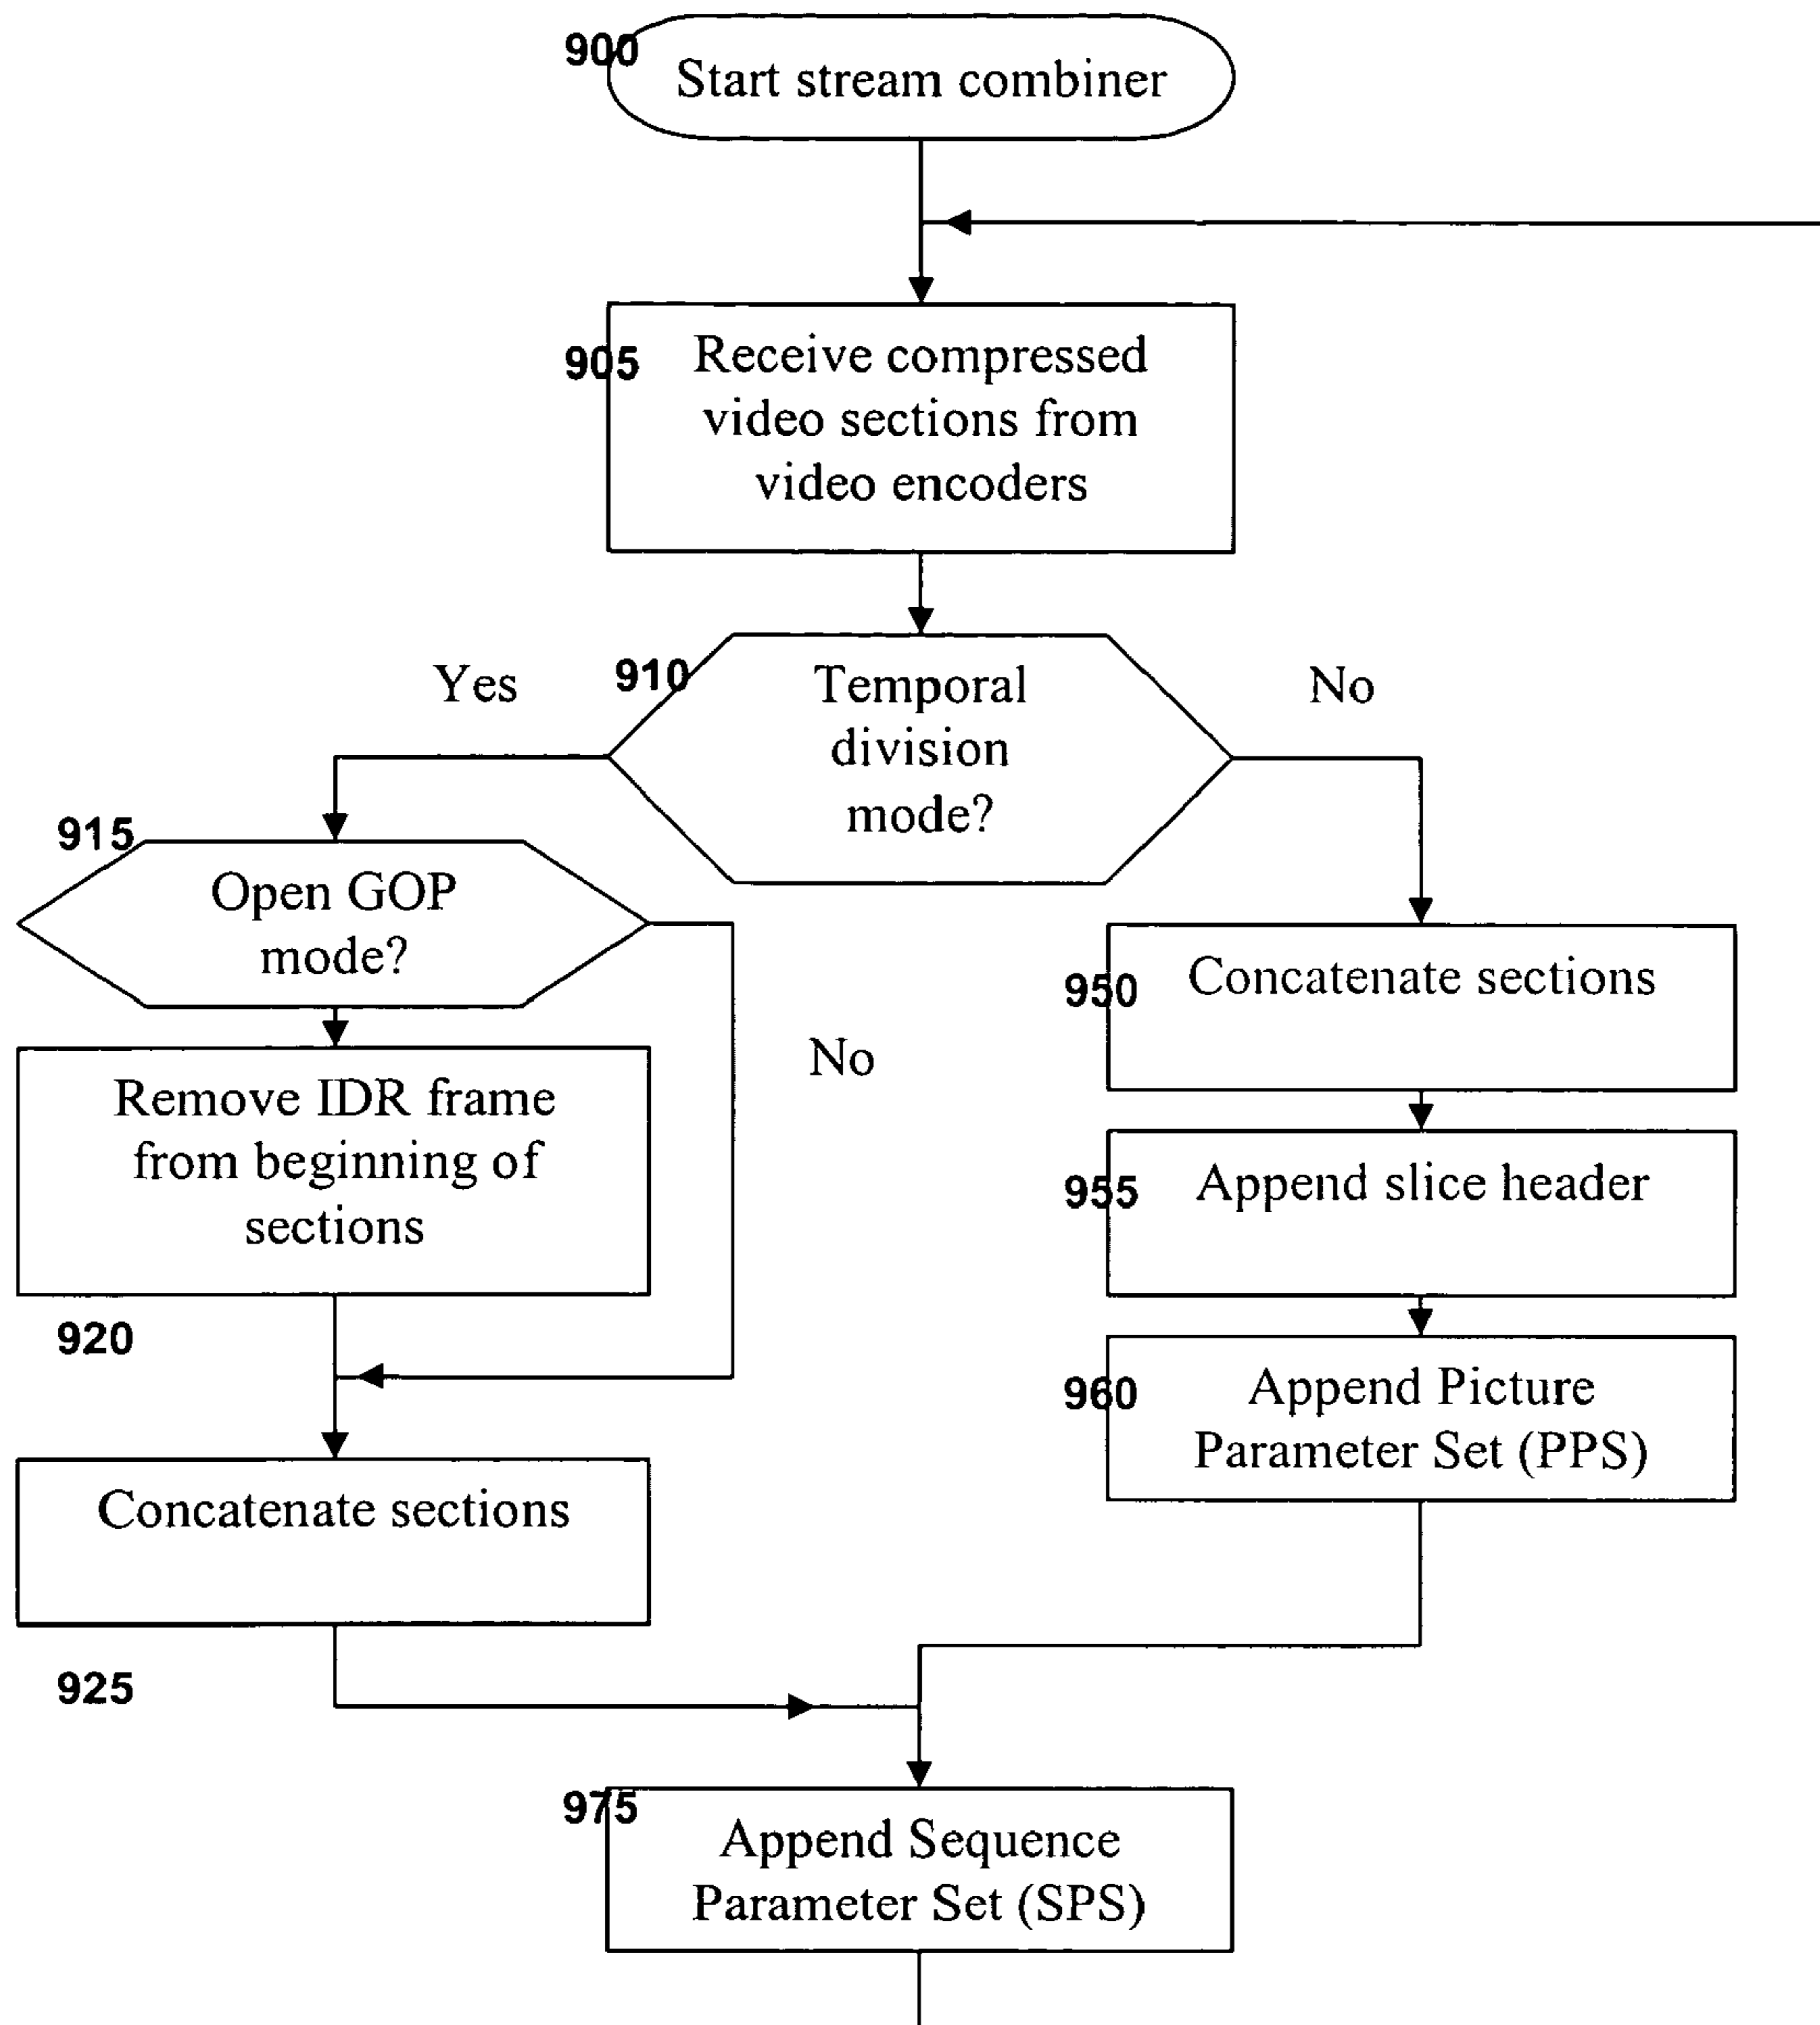 900
Start stream combiner
905
Receive compressed
video sections from
video encoders
Yes
910
Temporal
division
mode?
No
915
Open GOP
mode?
No
Remove IDR frame
from beginning of
sections
920
Concatenate sections
925
950
Concatenate sections
955
Append slice header
960
Append Picture
Parameter Set (PPS)
975
Append Sequence
Parameter Set (SPS)